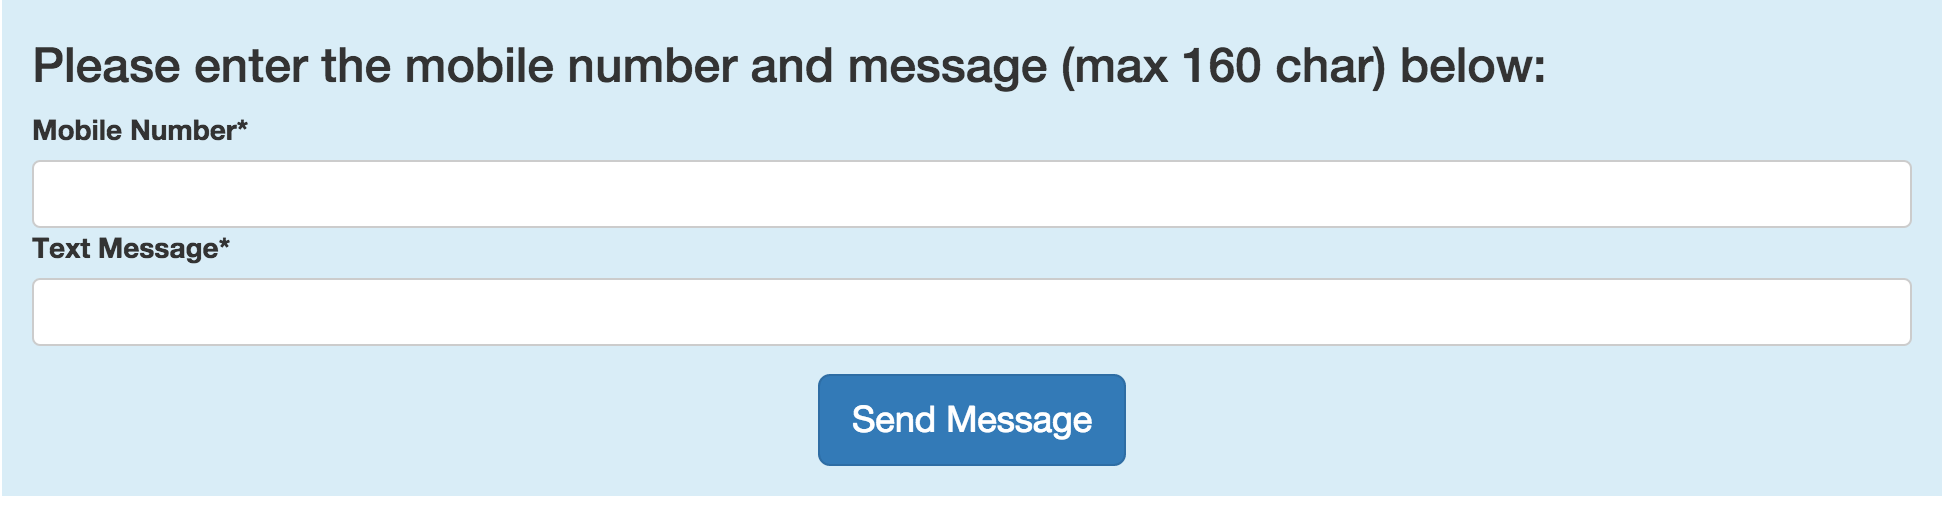 Please enter the mobile number and message (max 160 char) below:
Mobile Number*
Text Message*
Send Message